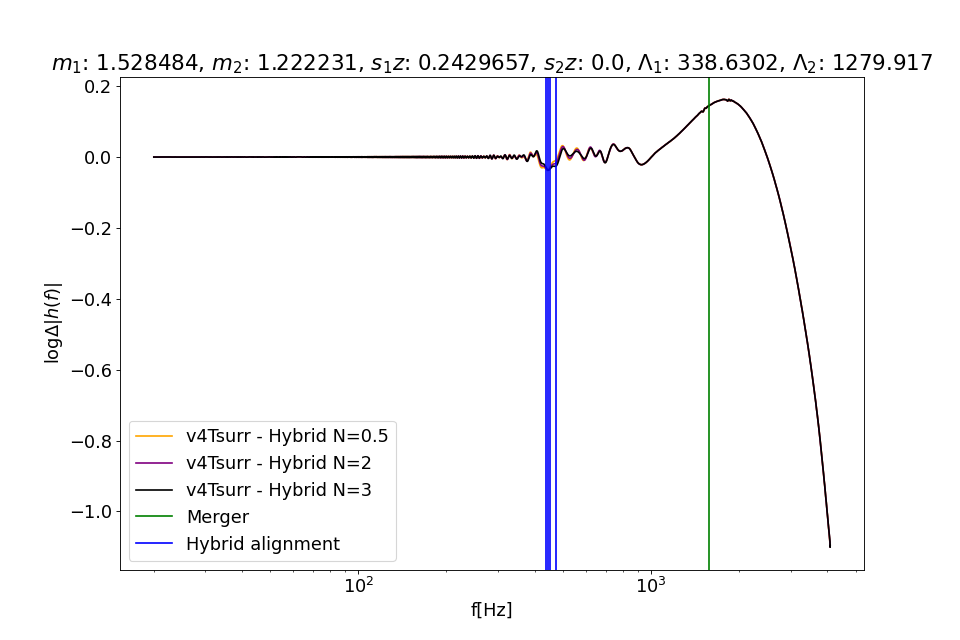 m₁: 1.528484, m₂: 1.222231, s₁z: 0.2429657, s₂z: 0.0, Λ₁: 338.6302, Λ₂: 1279.917
0.2
0.0
−0.2
−0.4
−0.6
−0.8
−1.0
logΔ|h(f)|
v4Tsurr - Hybrid N=0.5
v4Tsurr - Hybrid N=2
v4Tsurr - Hybrid N=3
Merger
Hybrid alignment
10² 10³
f[Hz]